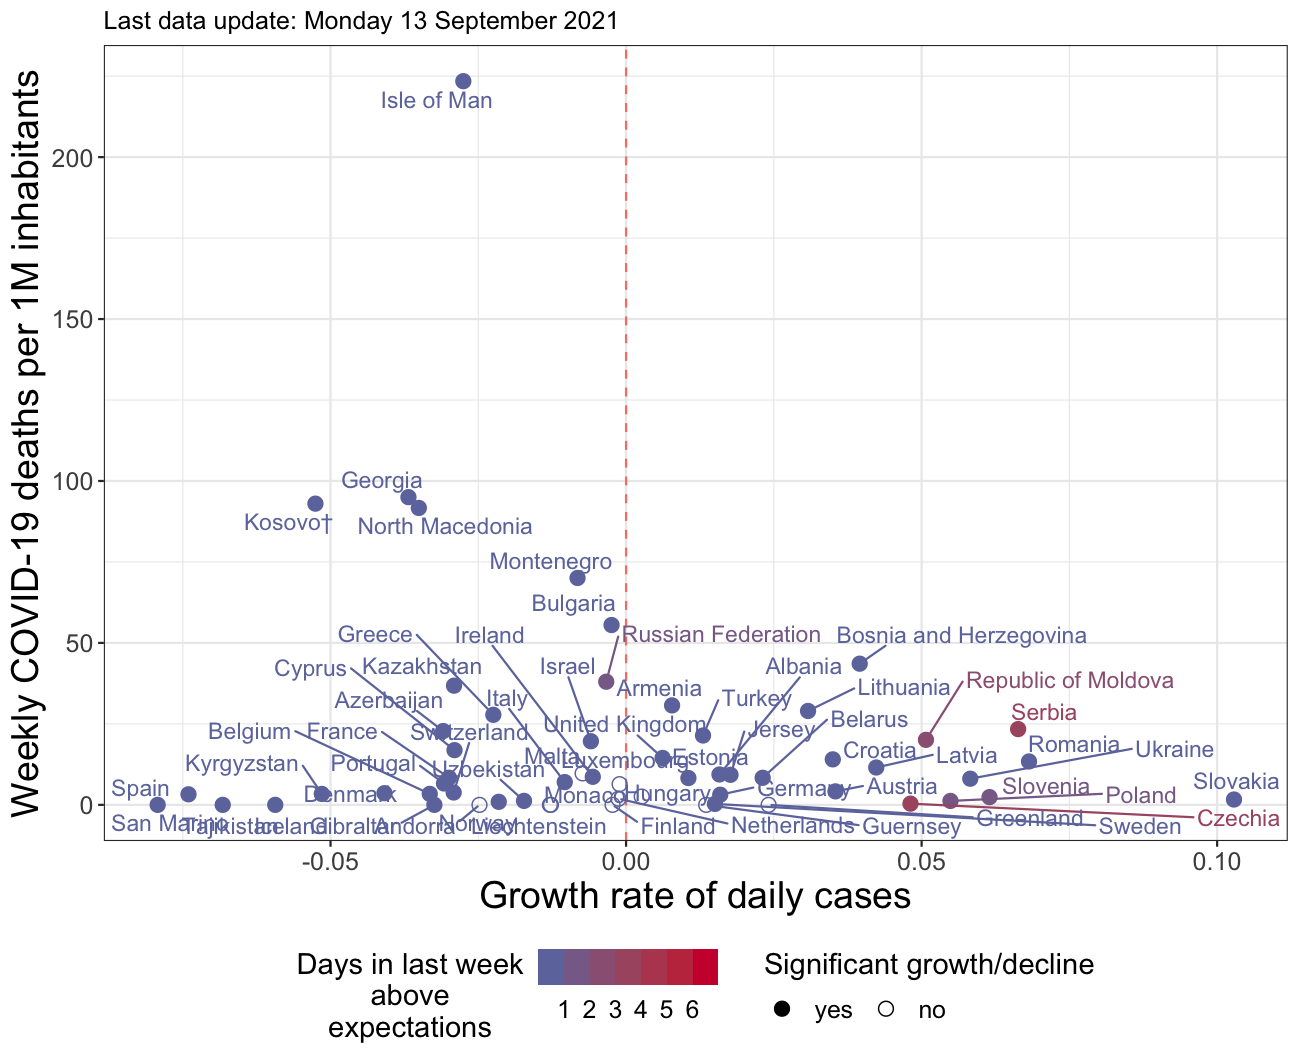 Last data update: Monday 13 September 2021
Weekly COVID-19 deaths per 1M inhabitants
200
150
100
50
0
Isle of Man
Georgia
Kosovo†
North Macedonia
Montenegro
Bulgaria
Greece
Ireland
Russian Federation
Bosnia and Herzegovina
Cyprus
Kazakhstan
Israel
Albania
Republic of Moldova
Azerbaijan
Italy
Armenia
Turkey
Lithuania
Serbia
Belgium
France
Switzerland
United Kingdom
Jersey
Belarus
Kyrgyzstan
Portugal
Uzbekistan
Malta
Luxembourg
Estonia
Croatia
Latvia
Romania
Ukraine
Spain
Denmark
Monaco
Hungary
Germany
Austria
Slovenia
Poland
Slovakia
San Marino
Tajikistan
Iceland
Gibraltar
Andorra
Norway
Liechtenstein
Finland
Netherlands
Guernsey
Greenland
Sweden
Czechia
-0.05
0.00
0.05
0.10
Growth rate of daily cases
Days in last week
above
expectations
1 2 3 4 5 6
Significant growth/decline
yes
no